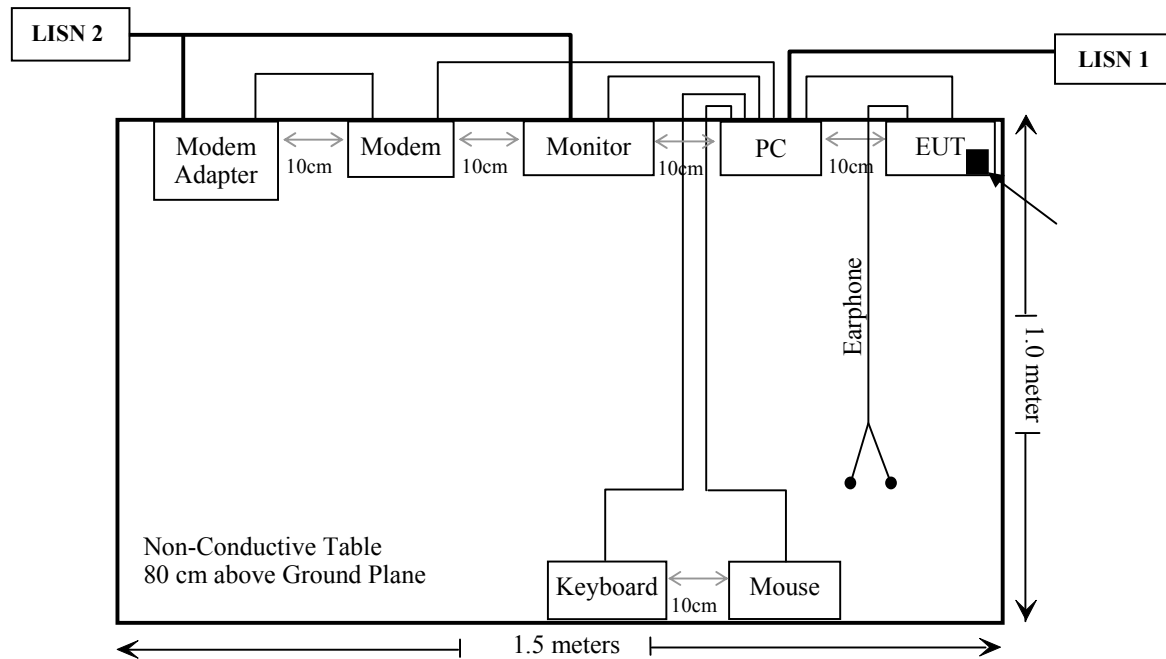 LISN 2
LISN 1
Modem
Adapter
10cm
Modem
10cm
Monitor
10cm
PC
10cm
EUT
Earphone
1.0 meter
Non-Conductive Table
80 cm above Ground Plane
Keyboard
10cm
Mouse
1.5 meters